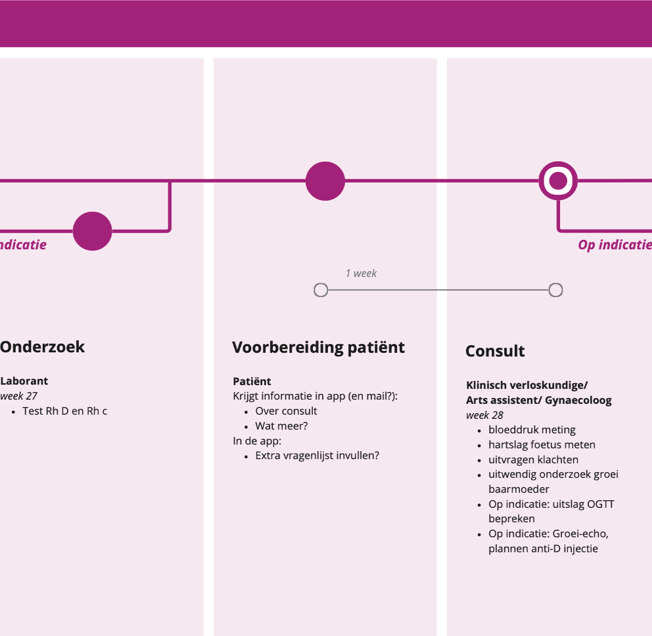 ndicatie
Op indicatie
1 week
Onderzoek
Laborant
week 27
• Test Rh D en Rh c
Voorbereiding patiënt
Patiënt
Krijgt informatie in app (en mail?):
• Over consult
• Wat meer?
In de app:
• Extra vragenlijst invullen?
Consult
Klinisch verloskundige/
Arts assistent/ Gynaecoloog
week 28
• bloeddruk meting
• hartslag foetus meten
• uitvragen klachten
• uitwendig onderzoek groei
baarmoeder
• Op indicatie: uitslag OGTT
bepreken
• Op indicatie: Groei-echo,
plannen anti-D injectie